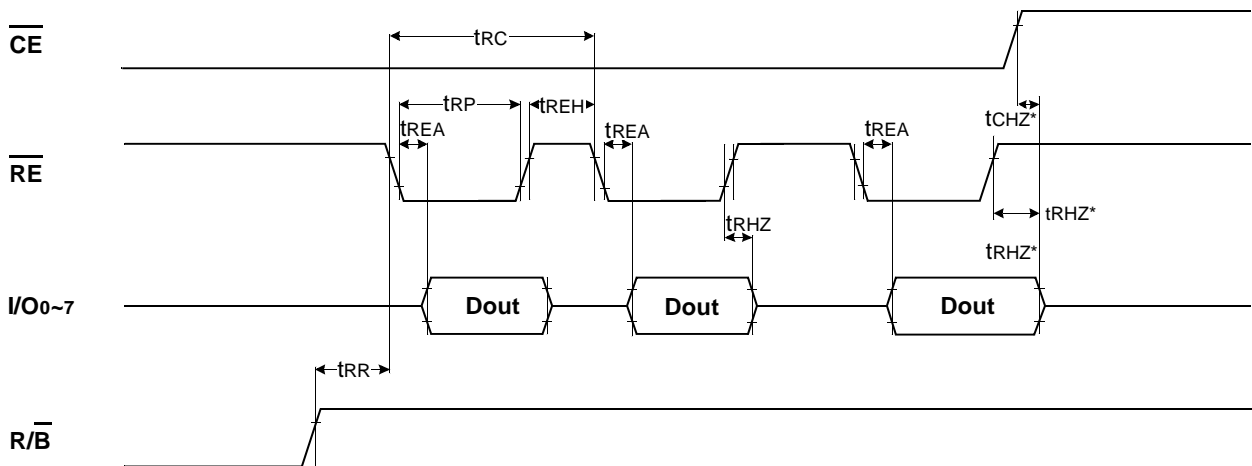 CE
tRC
tRP
tREH
tCHZ*
tREA
tREA
tREA
RE
tRHZ*
tRHZ
tRHZ*
I/O0~7
Dout
Dout
Dout
tRR
R/B